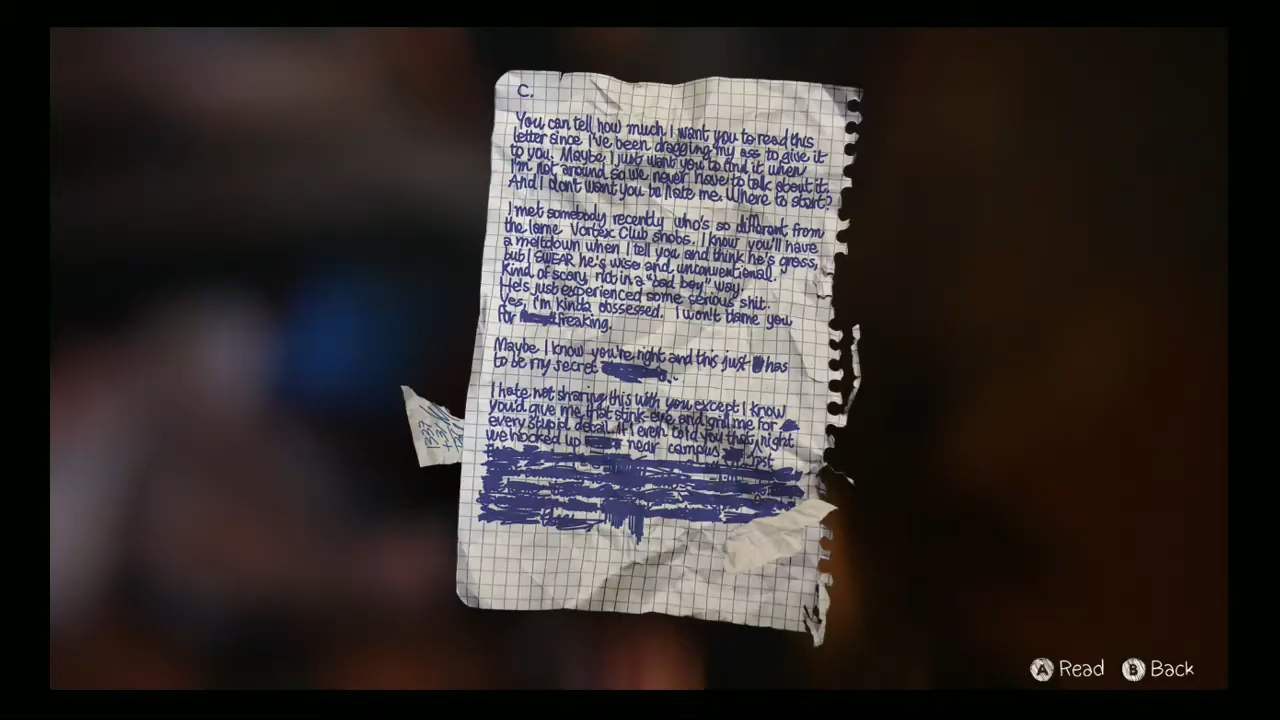 C.
You can tell how much I want you to read this
letter since I've been dragging my ass to give it
to you. Maybe I just want you to find it when
I'm not around so we never have to talk about it.
And I don't want you to hate me. Where to start?
I met somebody recently who's so different from
the lame Vortex Club snobs. I know you'll have
a meltdown when I tell you and think he's gross,
but I SWEAR he's wise and unconventional.
Kind of scary, not in a "bad boy" way.
He's just experienced some serious shit.
Yes, I'm kinda obssessed. I won't blame you
for freaking.
Maybe I know you're right and this just has
to be my secret
I hate not sharing this with you except I know
you'd give me that stink-eye and grill me for
every stupid detail. If I even told you that night
we hooked up near campus just
1337
Read
Back